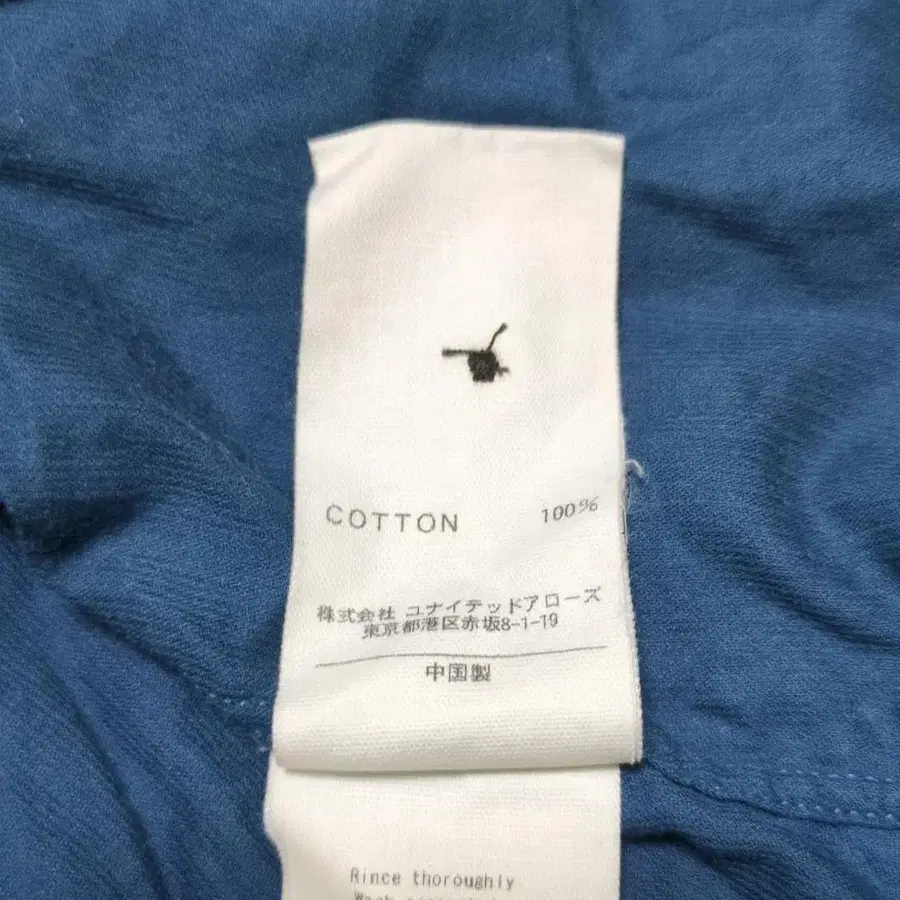 COTTON 100%
株式会社 ユナイテッドアローズ
東京都港区赤坂8-1-19
中国製
Rince thoroughly